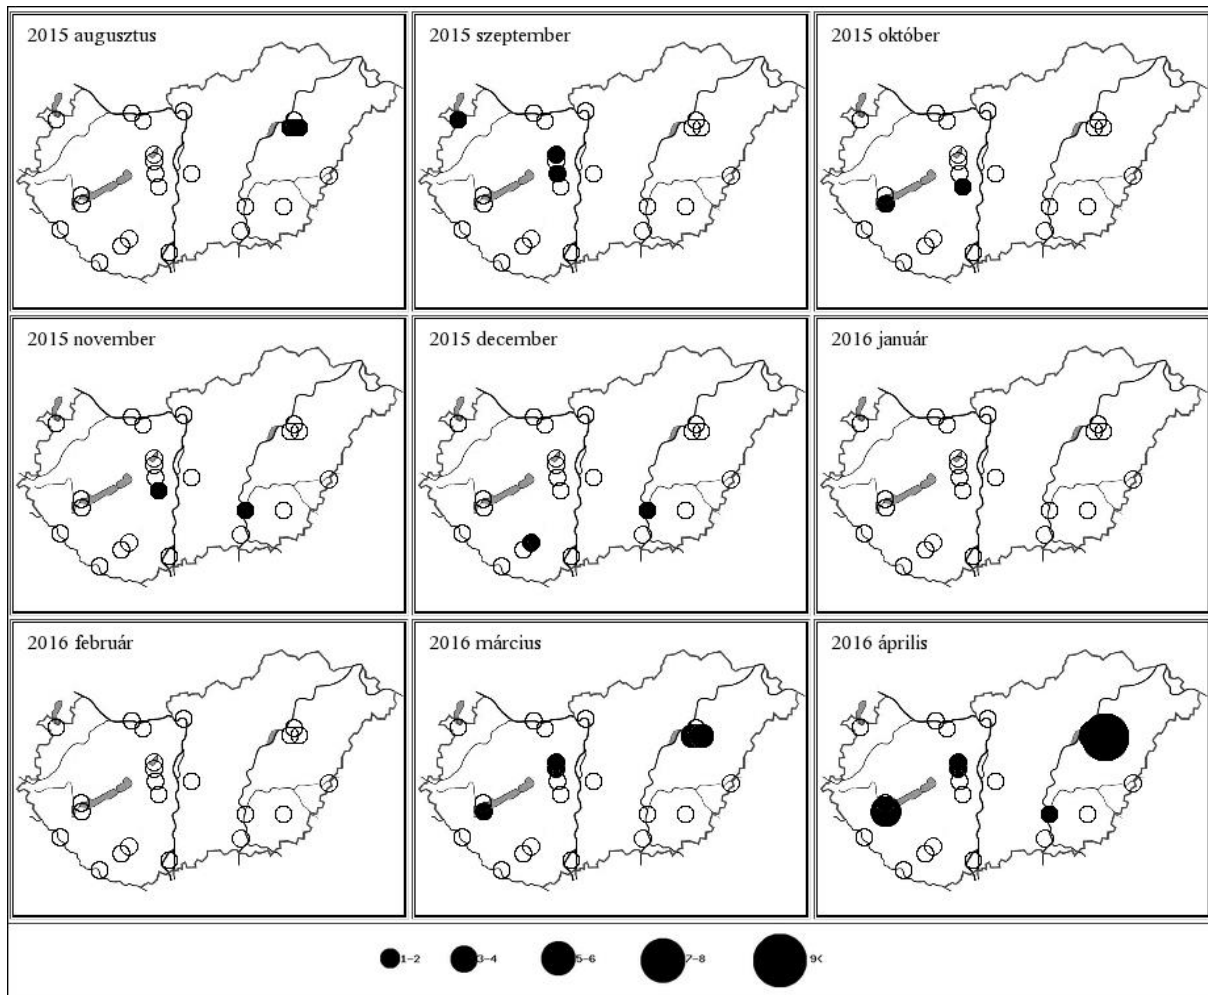 2015 augusztus
2015 szeptember
2015 október
2015 november
2015 december
2016 január
2016 február
2016 március
2016 április
1-2
3-4
5-6
7-8
9<